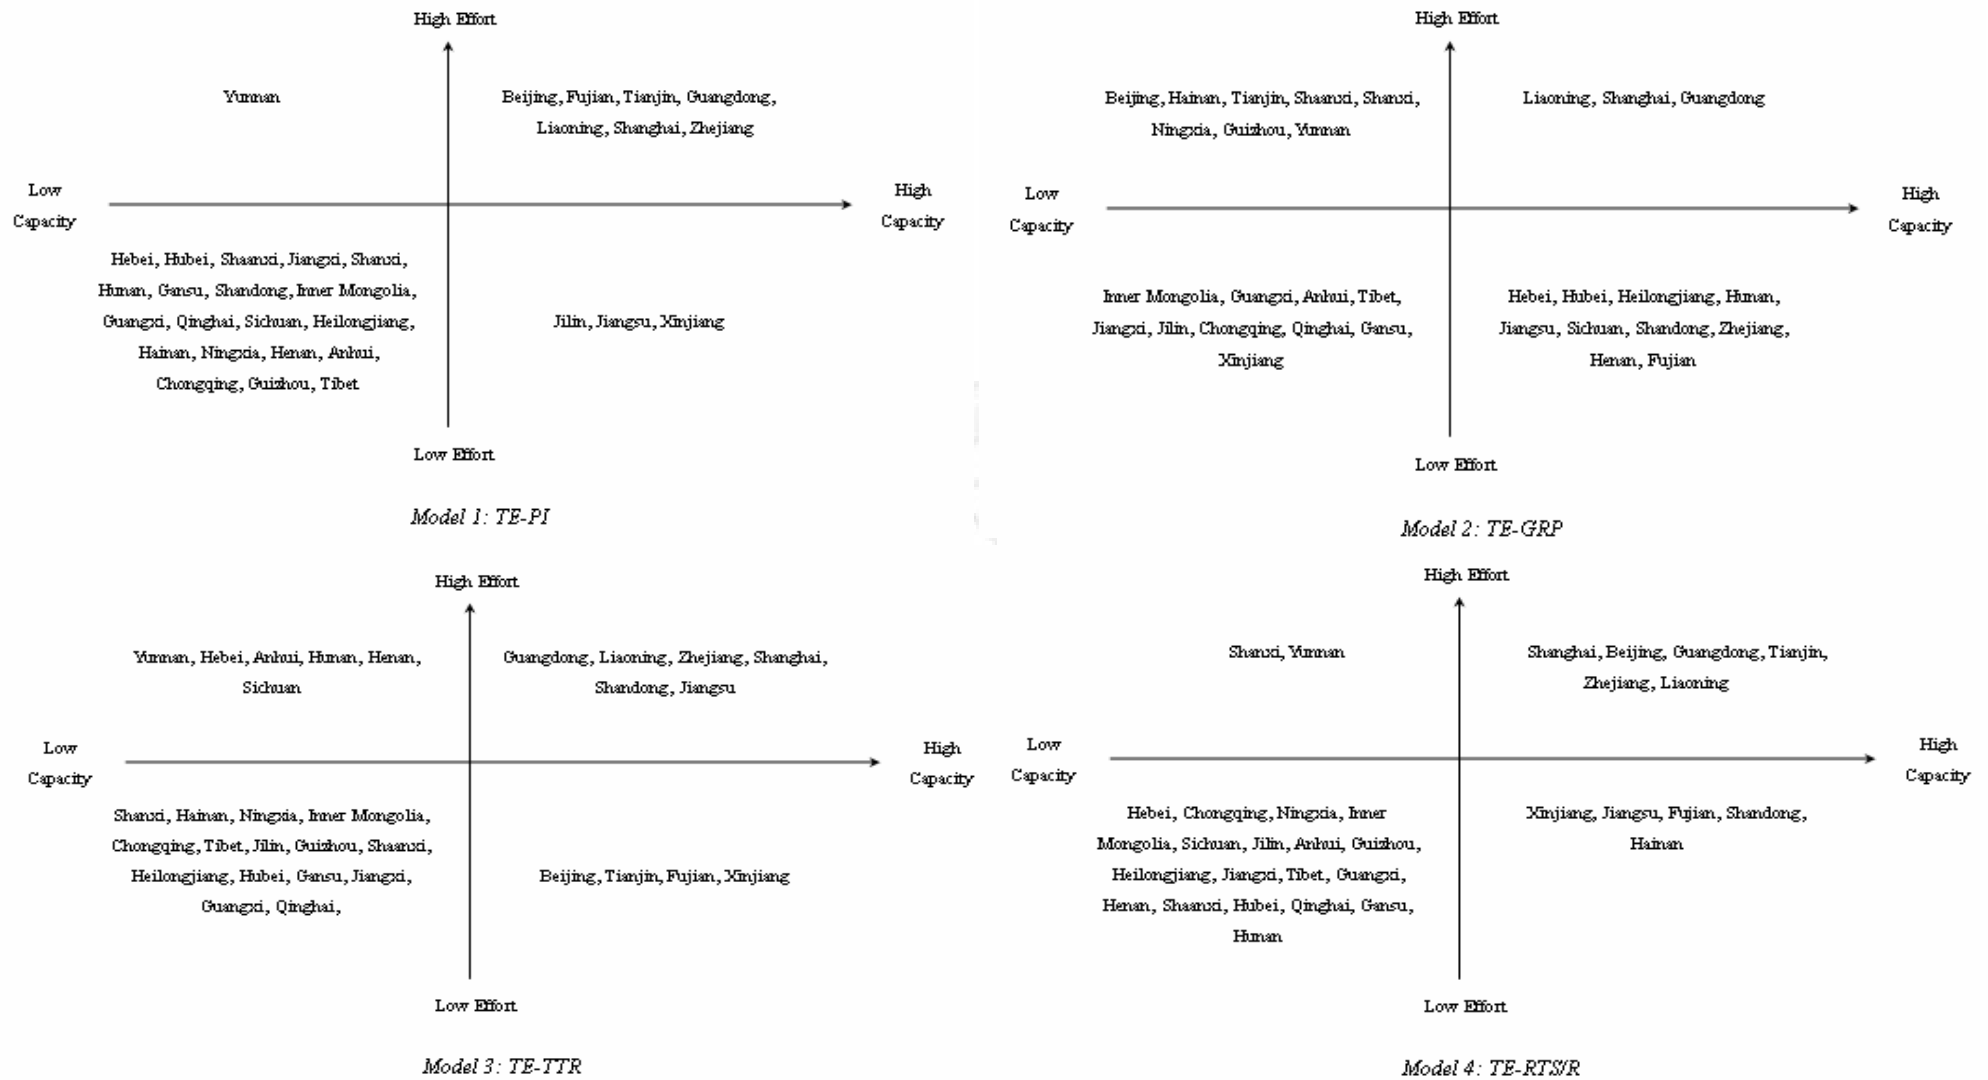 High Effort
Yunnan
Beijing, Fujian, Tianjin, Guangdong,
Liaoning, Shanghai, Zhejiang
Low
Capacity
High
Capacity
Hebei, Hubei, Shaanxi, Jiangxi, Shanxi,
Hunan, Gansu, Shandong, Inner Mongolia,
Guangxi, Qinghai, Sichuan, Heilongjiang,
Hainan, Ningxia, Henan, Anhui,
Chongqing, Guizhou, Tibet
Jilin, Jiangsu, Xinjiang
Low Effort
Model 1: TE-PI
High Effort
Beijing, Hainan, Tianjin, Shaanxi, Shanxi,
Ningxia, Guizhou, Yunnan
Liaoning, Shanghai, Guangdong
Low
Capacity
High
Capacity
Inner Mongolia, Guangxi, Anhui, Tibet,
Jiangxi, Jilin, Chongqing, Qinghai, Gansu,
Xinjiang
Hebei, Hubei, Heilongjiang, Hunan,
Jiangsu, Sichuan, Shandong, Zhejiang,
Henan, Fujian
Low Effort
Model 2: TE-GRP
High Effort
Yunnan, Hebei, Anhui, Hunan, Henan,
Sichuan
Guangdong, Liaoning, Zhejiang, Shanghai,
Shandong, Jiangsu
Low
Capacity
High
Capacity
Shanxi, Hainan, Ningxia, Inner Mongolia,
Chongqing, Tibet, Jilin, Guizhou, Shaanxi,
Heilongjiang, Hubei, Gansu, Jiangxi,
Guangxi, Qinghai,
Beijing, Tianjin, Fujian, Xinjiang
Low Effort
Model 3: TE-TTR
High Effort
Shanxi, Yunnan
Shanghai, Beijing, Guangdong, Tianjin,
Zhejiang, Liaoning
Low
Capacity
High
Capacity
Hebei, Chongqing, Ningxia, Inner
Mongolia, Sichuan, Jilin, Anhui, Guizhou,
Heilongjiang, Jiangxi, Tibet, Guangxi,
Henan, Shaanxi, Hubei, Qinghai, Gansu,
Hunan
Xinjiang, Jiangsu, Fujian, Shandong,
Hainan
Low Effort
Model 4: TE-RTS/R